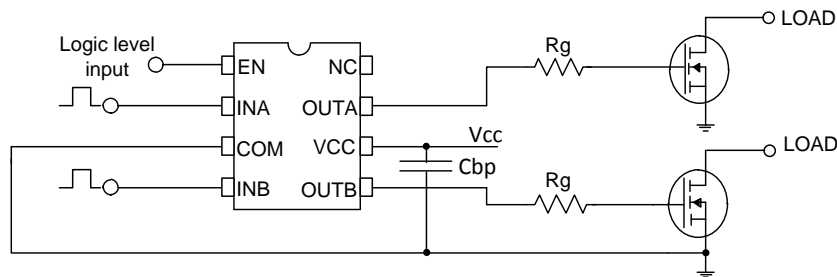 Logic level
input
EN
NC
INA
OUTA
COM
VCC
INB
OUTB
Rg
LOAD
Vcc
Cbp
Rg
LOAD